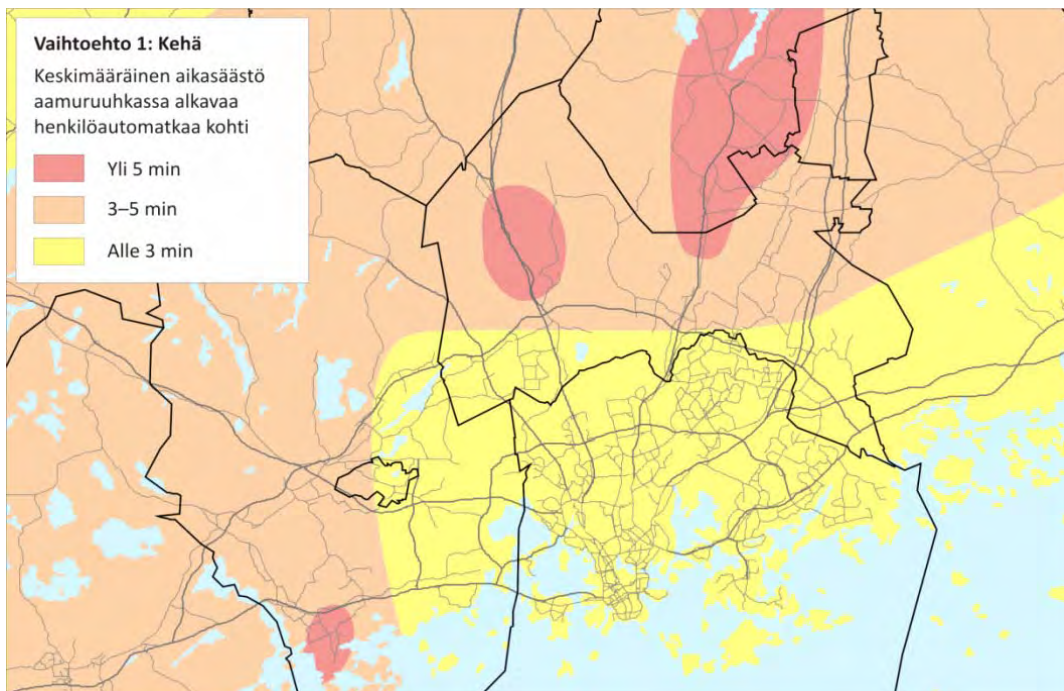 Vaihtoehto 1: Kehä
Keskimääräinen aikasäästö
aamuruuhkassa alkavaa
henkilöautomatkaa kohti
Yli 5 min
3–5 min
Alle 3 min